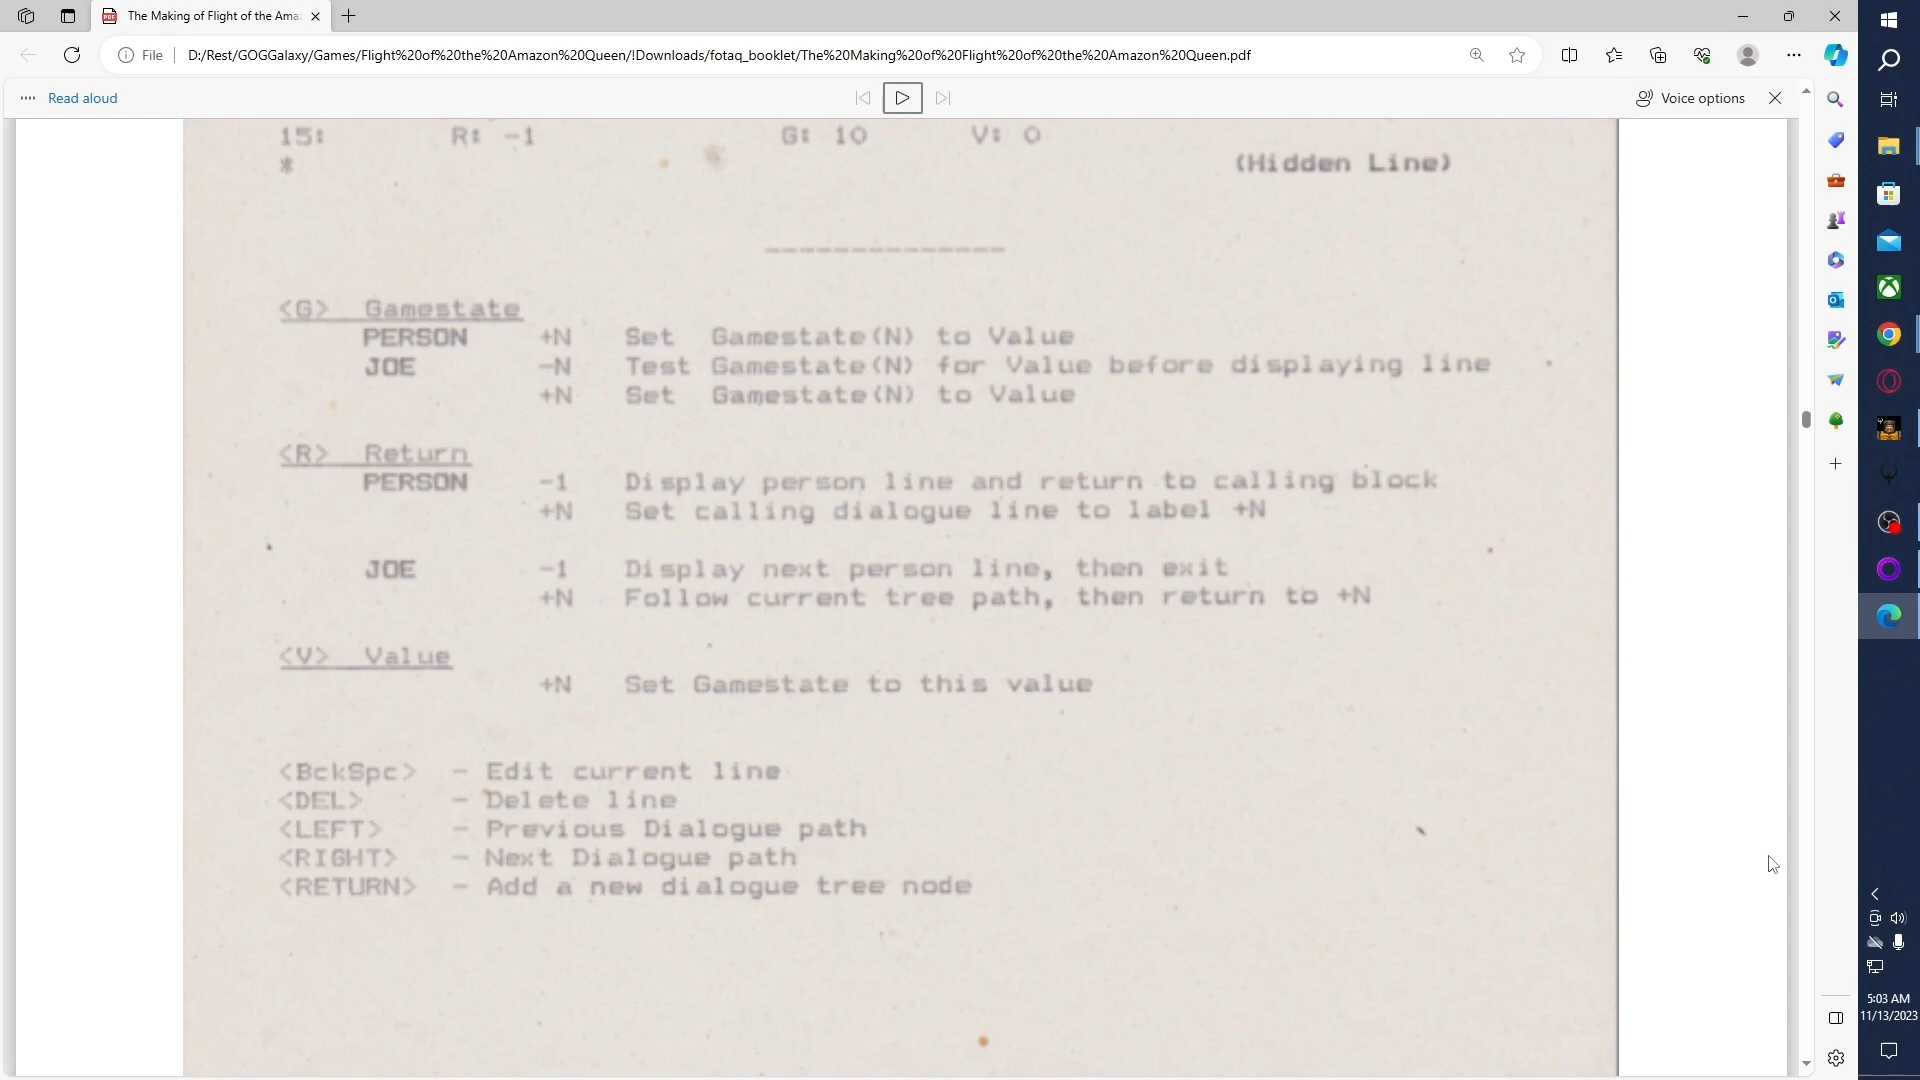 The Making of Flight of the Ama
File
D:/Rest/GOGGalaxy/Games/Flight%20of%20the%20Amazon%20Queen/!Downloads/fotaq_booklet/The%20Making%20of%20Flight%20of%20the%20Amazon%20Queen.pdf
Read aloud
Voice options
15: R: -1 G: 10 V: 0
* (Hidden Line)
--------------
<G> Gamestate
PERSON +N Set Gamestate(N) to Value
JOE -N Test Gamestate(N) for Value before displaying line
+N Set Gamestate(N) to Value
<R> Return
PERSON -1 Display person line and return to calling block
+N Set calling dialogue line to label +N
JOE -1 Display next person line, then exit
+N Follow current tree path, then return to +N
<V> Value
+N Set Gamestate to this value
<BckSpc> - Edit current line
<DEL> - Delete line
<LEFT> - Previous Dialogue path
<RIGHT> - Next Dialogue path
<RETURN> - Add a new dialogue tree node
5:03 AM
11/13/2023